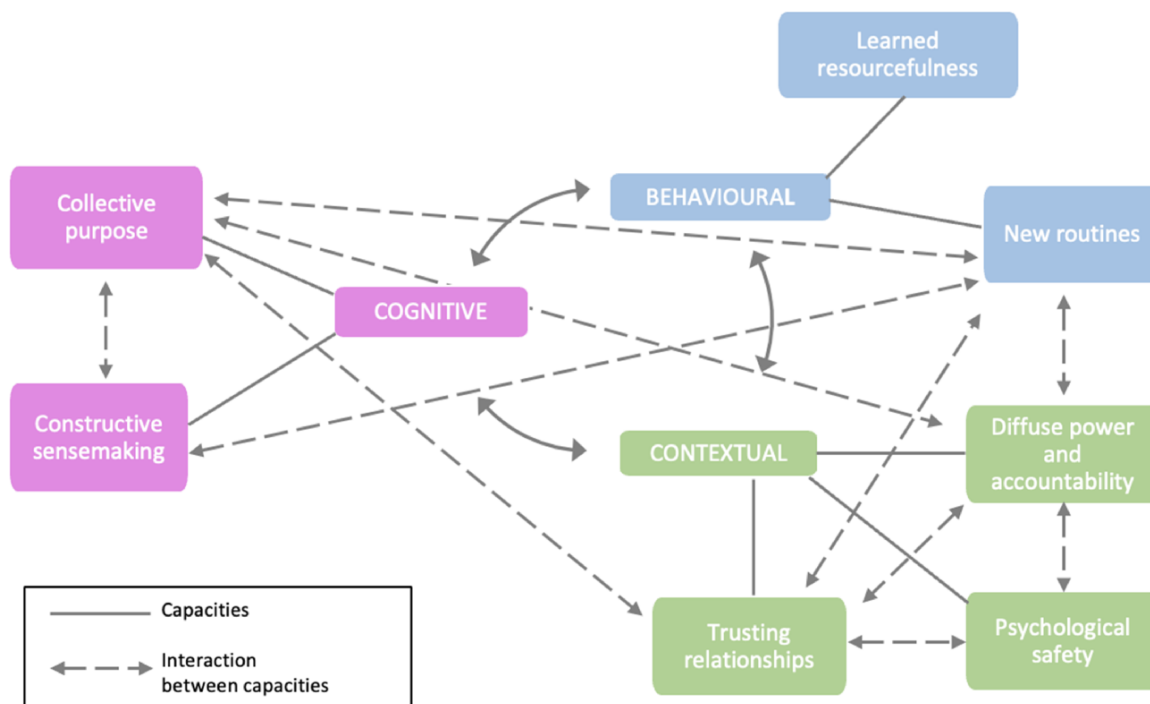 Learned
resourcefulness
BEHAVIOURAL
Collective
purpose
New routines
COGNITIVE
Constructive
sensemaking
CONTEXTUAL
Diffuse power
and
accountability
Trusting
relationships
Psychological
safety
Capacities
Interaction
between capacities